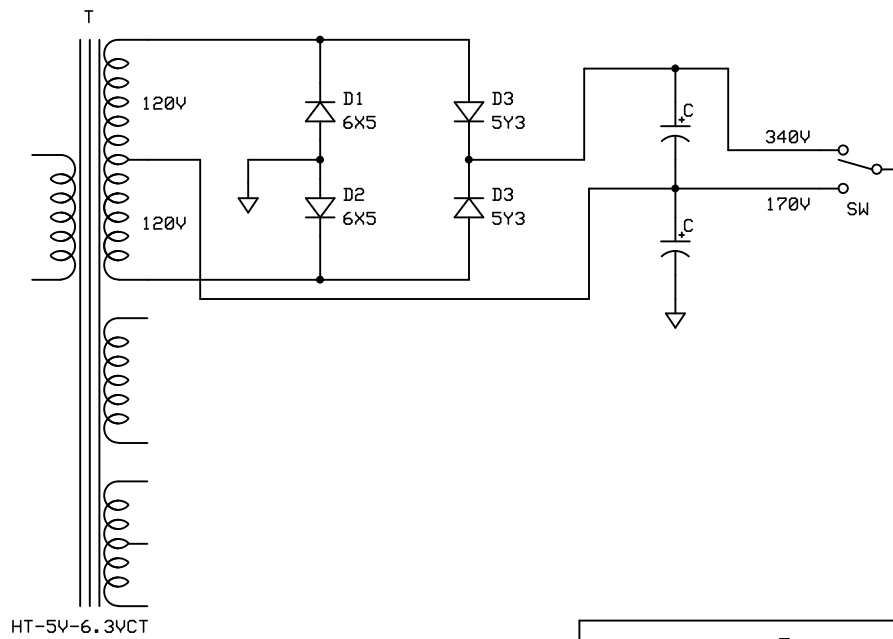 T
120V
D1
6X5
D3
5Y3
C
+
340V
120V
D2
6X5
D3
5Y3
C
+
170V
SW
HT-5V-6.3VCT